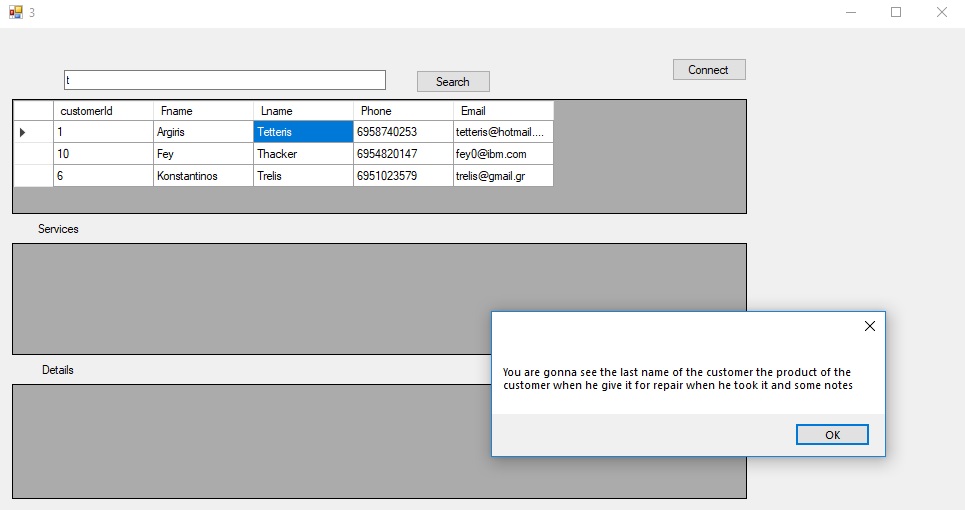 3
t
Search
Connect
customerId Fname Lname Phone Email
1 Argiris Tetteris 6958740253 tetteris@hotmail....
10 Fey Thacker 6954820147 fey0@ibm.com
6 Konstantinos Trelis 6951023579 trelis@gmail.gr
Services
Details
You are gonna see the last name of the customer the product of the
customer when he give it for repair when he took it and some notes
OK